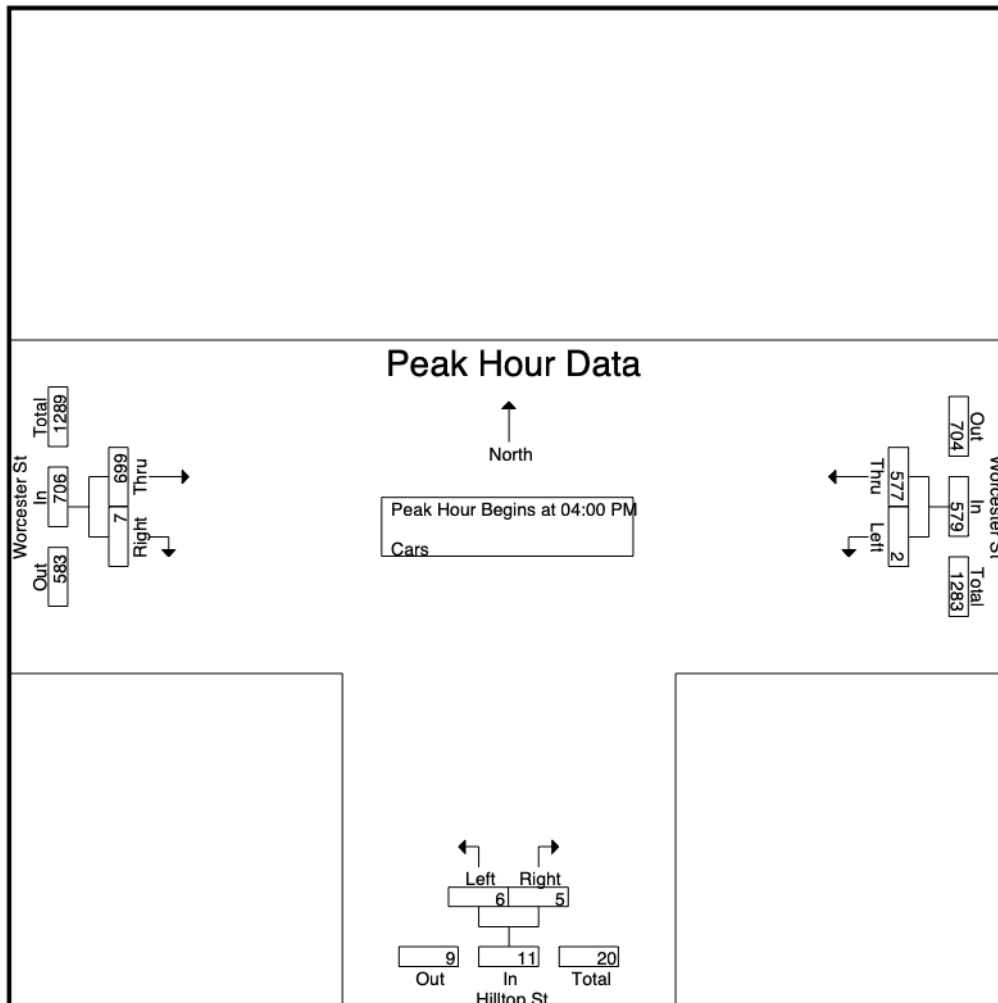 Peak Hour Data
North
Peak Hour Begins at 04:00 PM
Cars
Worcester St
Total
1289
In
706
Out
583
699
Thru
7
Right
Worcester St
Out
704
In
579
Total
1283
577
Thru
2
Left
Left Right
6 5
9 11 20
Out In Total
Hilltop St